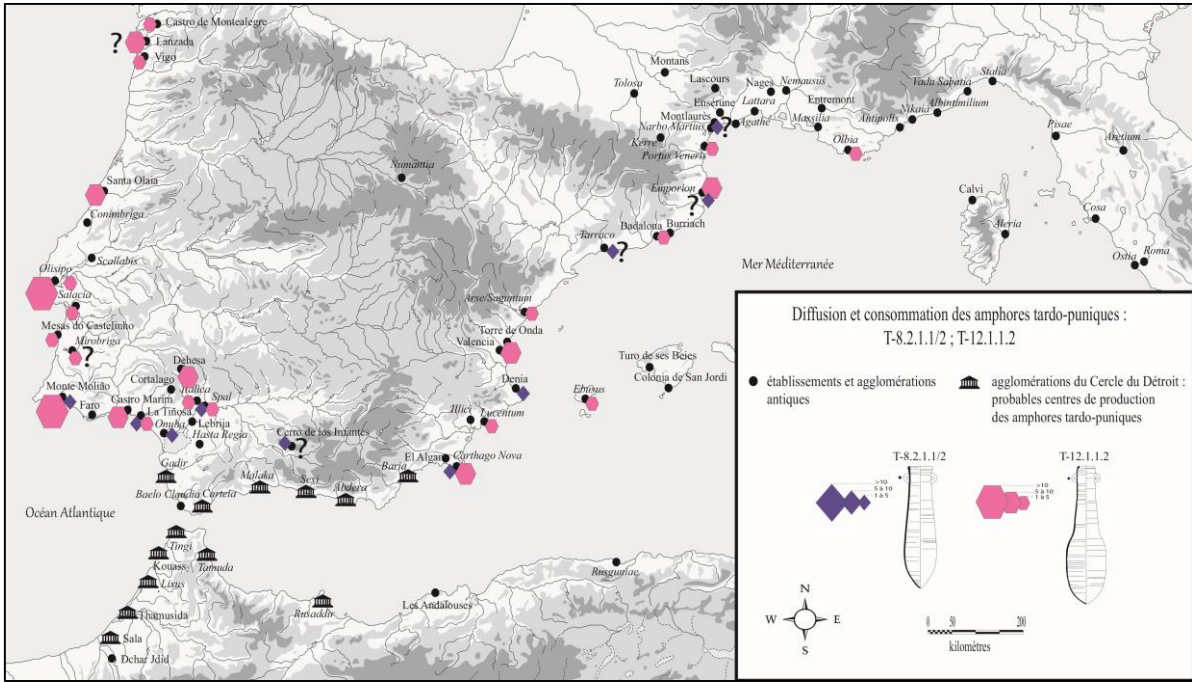 Castro de Montealegre
?
Lanzada
Vigo
Santa Olaia
Conimbriga
Scallabis
Olisipo
Salacia
Mesas do Castelinho
Mirobriga
?
Monte Molião
Faro
Castro Marim
La Tiñosa
Onuba
Dehesa
Cortalago
Italica
Spal
Lebrija
Hasta Regia
Gadir
Baelo Claudia
Carteia
Océan Atlantique
Tingi
Kouass
Tamuda
Lixus
Thamusida
Sala
Dchar Jdid
Rusaddir
Les Andalouses
Rusguniae
Malaka
Sexi
Abdera
Baria
Cerro de los Infantes
?
El Algar
Carthago Nova
Illici
Lucentum
Denia
Valencia
Torre de Onda
Arse/Saguntum
Ebusus
Turo de ses Beies
Colonia de San Jordi
Numantia
Tarraco
?
Badalona
Burriach
Emporion
?
Portus Veneris
Kerre
Narbo Martius
?
Montlaurès
Ensérune
Agathe
Lascours
Montans
Tolosa
Lattara
Nages
Nemausus
Entremont
Massilia
Olbia
Antipolis
Nikaia
Albintimilium
Vada Sabatia
Stalia
Pisae
Aretium
Cosa
Calvi
Aleria
Ostia
Roma
Mer Méditerranée
Diffusion et consommation des amphores tardo-puniques :
T-8.2.1.1/2 ; T-12.1.1.2
établissements et agglomérations
antiques
agglomérations du Cercle du Détroit :
probables centres de production
des amphores tardo-puniques
T-8.2.1.1/2
T-12.1.1.2
>10
5 à 10
1 à 5
>10
5 à 10
1 à 5
N
W
E
S
0
50
200
kilomètres